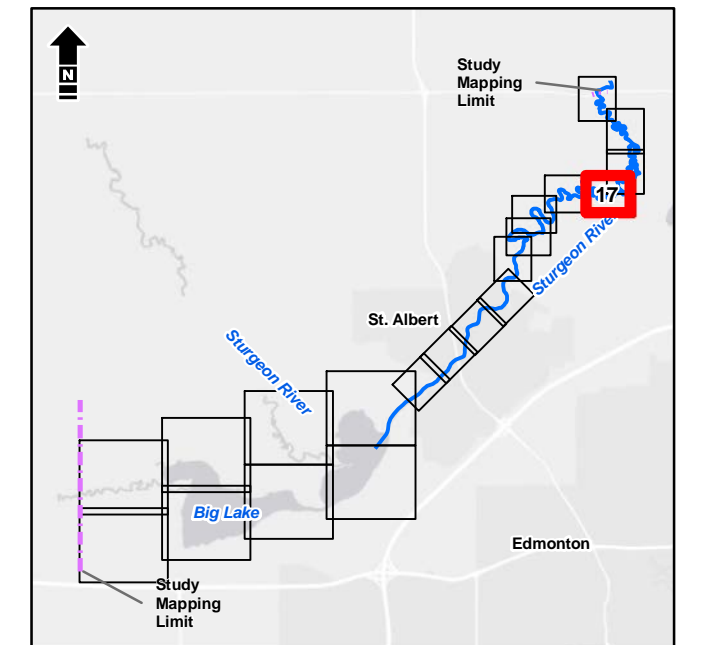 N
Study
Mapping
Limit
17
Sturgeon River
St. Albert
Sturgeon River
Big Lake
Edmonton
Study
Mapping
Limit